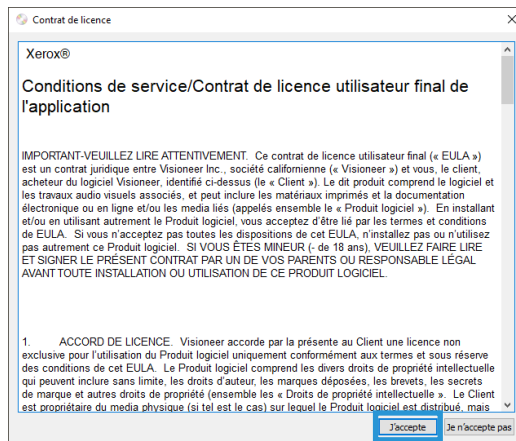 Contrat de licence
Xerox®
Conditions de service/Contrat de licence utilisateur final de
l'application
IMPORTANT-VEUILLEZ LIRE ATTENTIVEMENT.  Ce contrat de licence utilisateur final (« EULA »)
est un contrat juridique entre Visioneer Inc., société californienne (« Visioneer ») et vous, le client,
acheteur du logiciel Visioneer, identifié ci-dessus (le « Client »). Le dit produit comprend le logiciel et
les travaux audio visuels associés, et peut inclure les matériaux imprimés et la documentation
électronique ou en ligne et/ou les media liés (appelés ensemble le « Produit logiciel »).  En installant
et/ou en utilisant autrement le Produit logiciel, vous acceptez d'être lié par les termes et conditions
de EULA.  Si vous n'acceptez pas toutes les dispositions de cet EULA, n'installez pas ou n'utilisez
pas autrement ce Produit logiciel.  SI VOUS ÊTES MINEUR (- de 18 ans), VEUILLEZ FAIRE LIRE
ET SIGNER LE PRÉSENT CONTRAT PAR UN DE VOS PARENTS OU RESPONSABLE LÉGAL
AVANT TOUTE INSTALLATION OU UTILISATION DE CE PRODUIT LOGICIEL.
1. ACCORD DE LICENCE.  Visioneer accorde par la présente au Client une licence non
exclusive pour l'utilisation du Produit logiciel uniquement conformément aux termes et sous réserve
des conditions de cet EULA.  Le Produit logiciel comprend les divers droits de propriété intellectuelle
qui peuvent inclure sans limite, les droits d'auteur, les marques déposées, les brevets, les secrets
de marque et autres droits de propriété (ensemble les « Droits de propriété intellectuelle ».  Le Client
est propriétaire du media physique (si tel est le cas) sur lequel le Produit logiciel est distribué, mais
J'accepte Je n'accepte pas